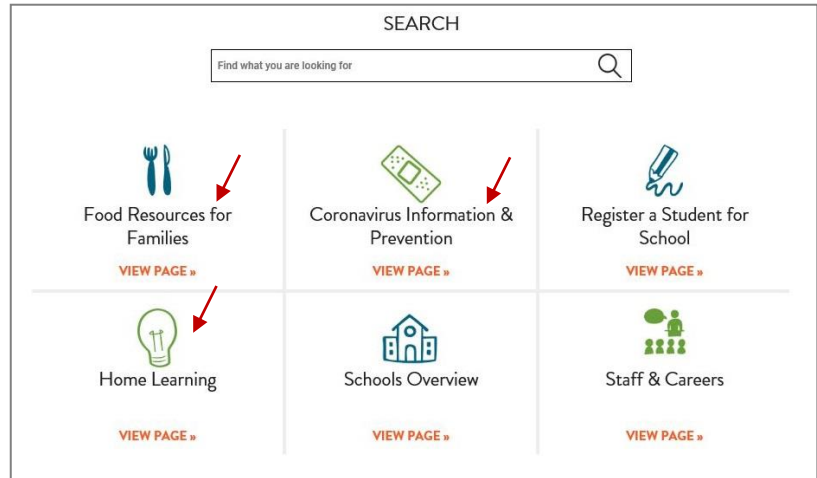 SEARCH
Find what you are looking for
Food Resources for
Families
VIEW PAGE »
Coronavirus Information &
Prevention
VIEW PAGE »
Register a Student for
School
VIEW PAGE »
Home Learning
VIEW PAGE »
Schools Overview
VIEW PAGE »
Staff & Careers
VIEW PAGE »